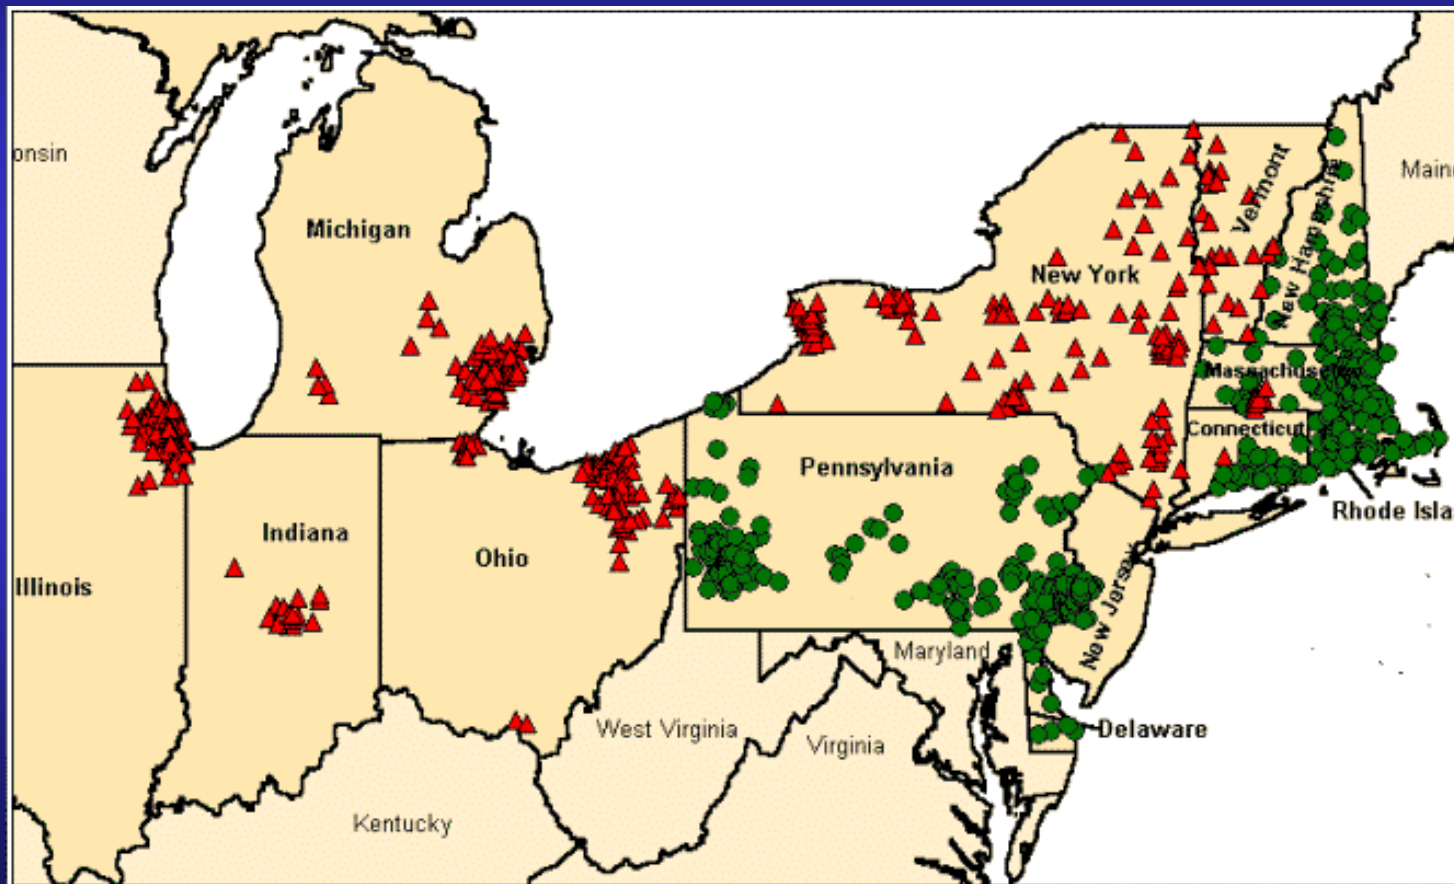 onsin
Michigan
Vermont
New Hampshire
Main
New York
Massachusetts
Connecticut
Pennsylvania
Rhode Isla
Indiana
Ohio
Illinois
New Jersey
Maryland
West Virginia
Virginia
Delaware
Kentucky